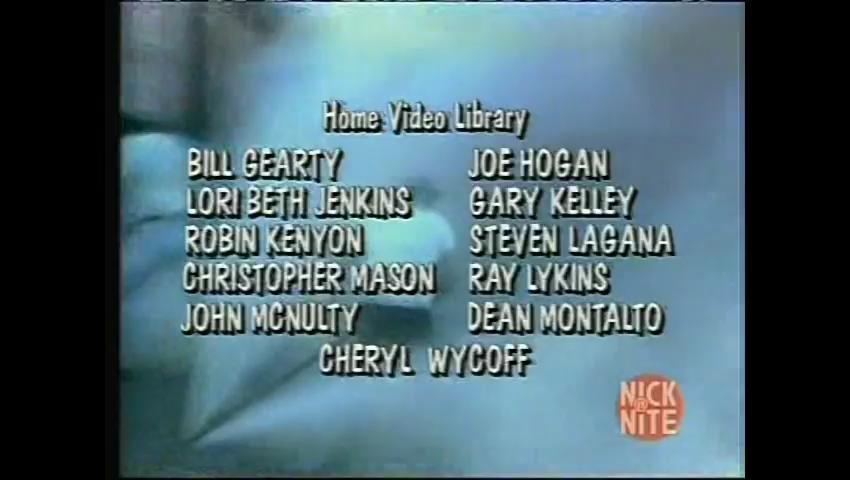 Home Video Library
BILL GEARTY JOE HOGAN
LORI BETH JENKINS GARY KELLEY
ROBIN KENYON STEVEN LAGANA
CHRISTOPHER MASON RAY LYKINS
JOHN MCNULTY DEAN MONTALTO
CHERYL WYCOFF
NICK
@
NITE